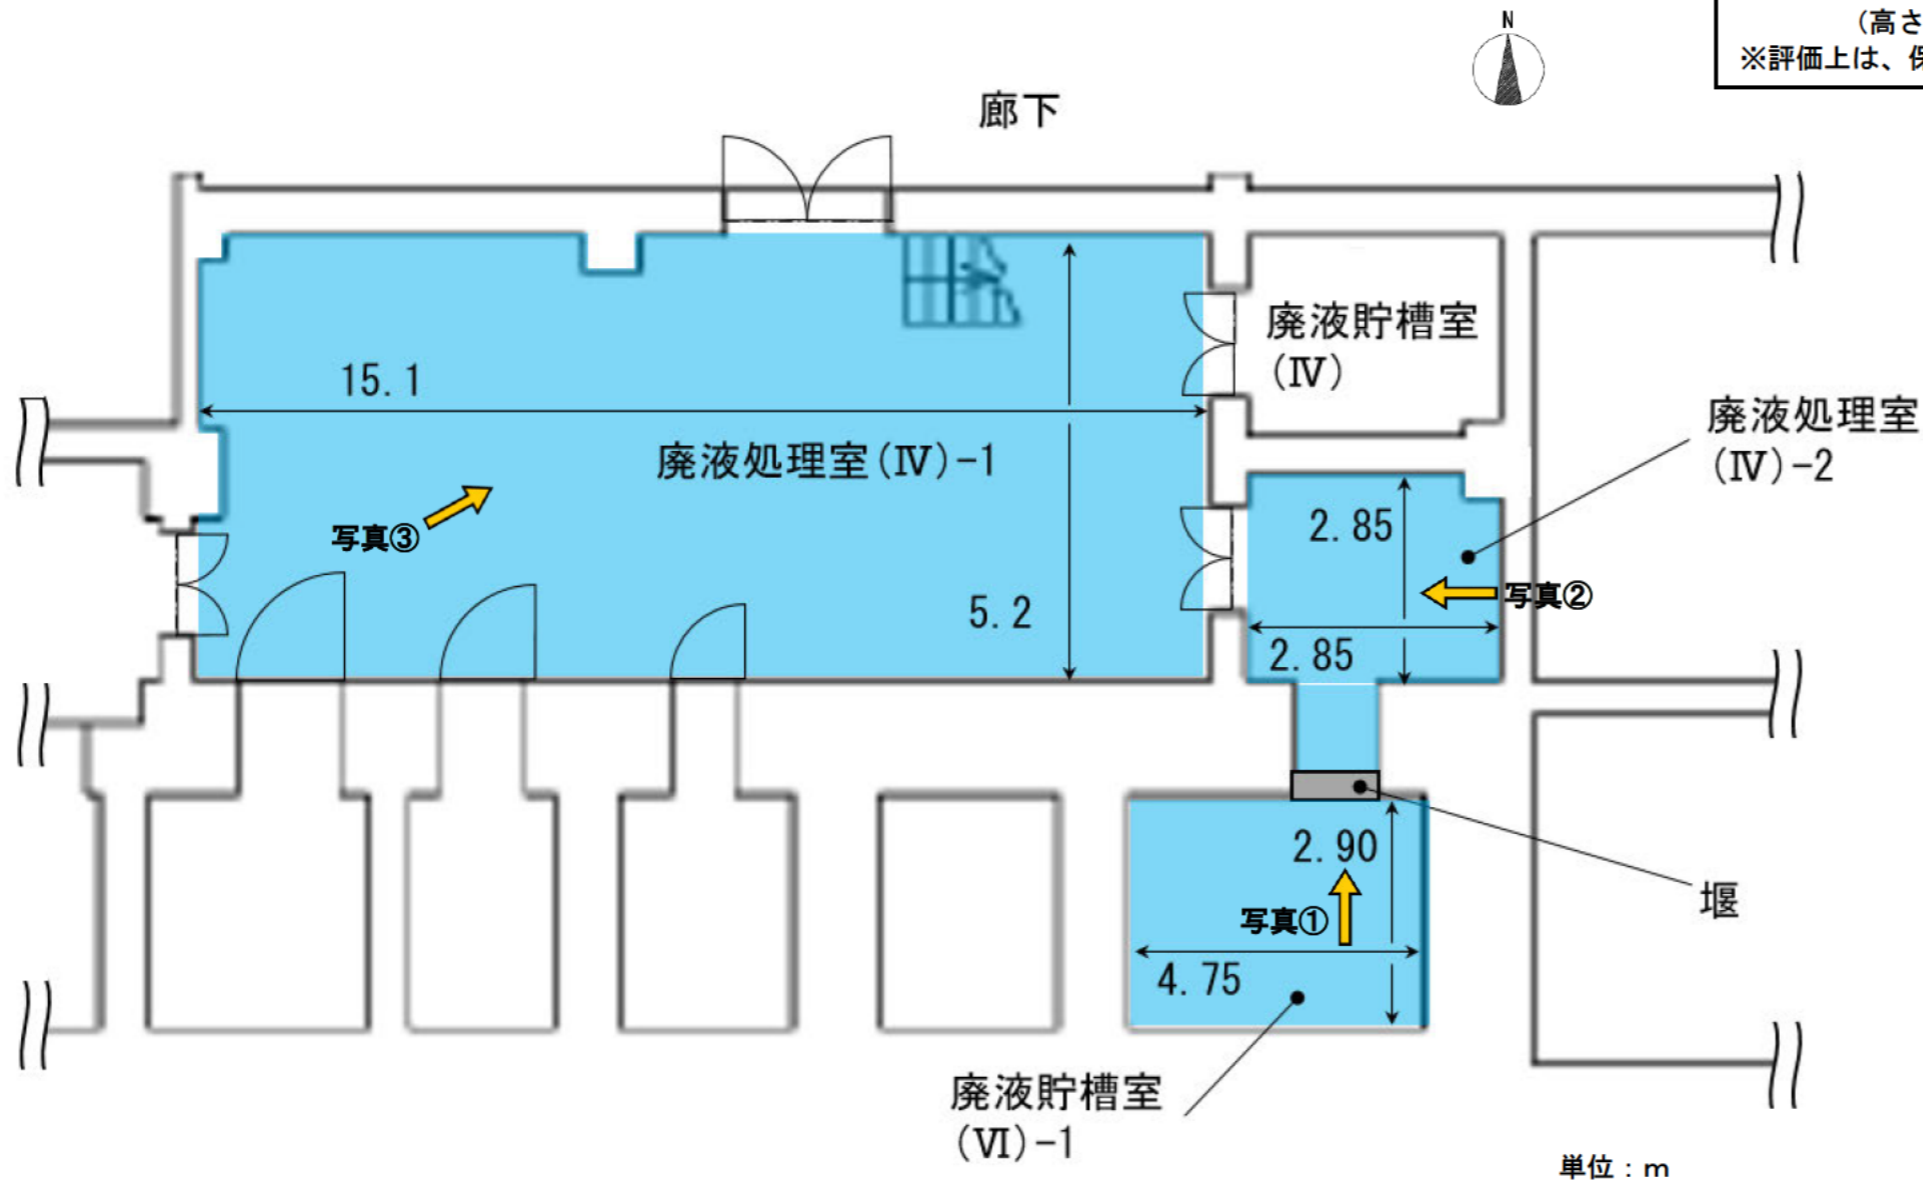 N
(高さ
※評価上は、保
廊下
廃液貯槽室
(Ⅳ)
15.1
廃液処理室
(Ⅳ)-2
廃液処理室(Ⅳ)-1
写真③
2.85
写真②
5.2
2.85
2.90
写真①
堰
4.75
廃液貯槽室
(Ⅵ)-1
単位：m